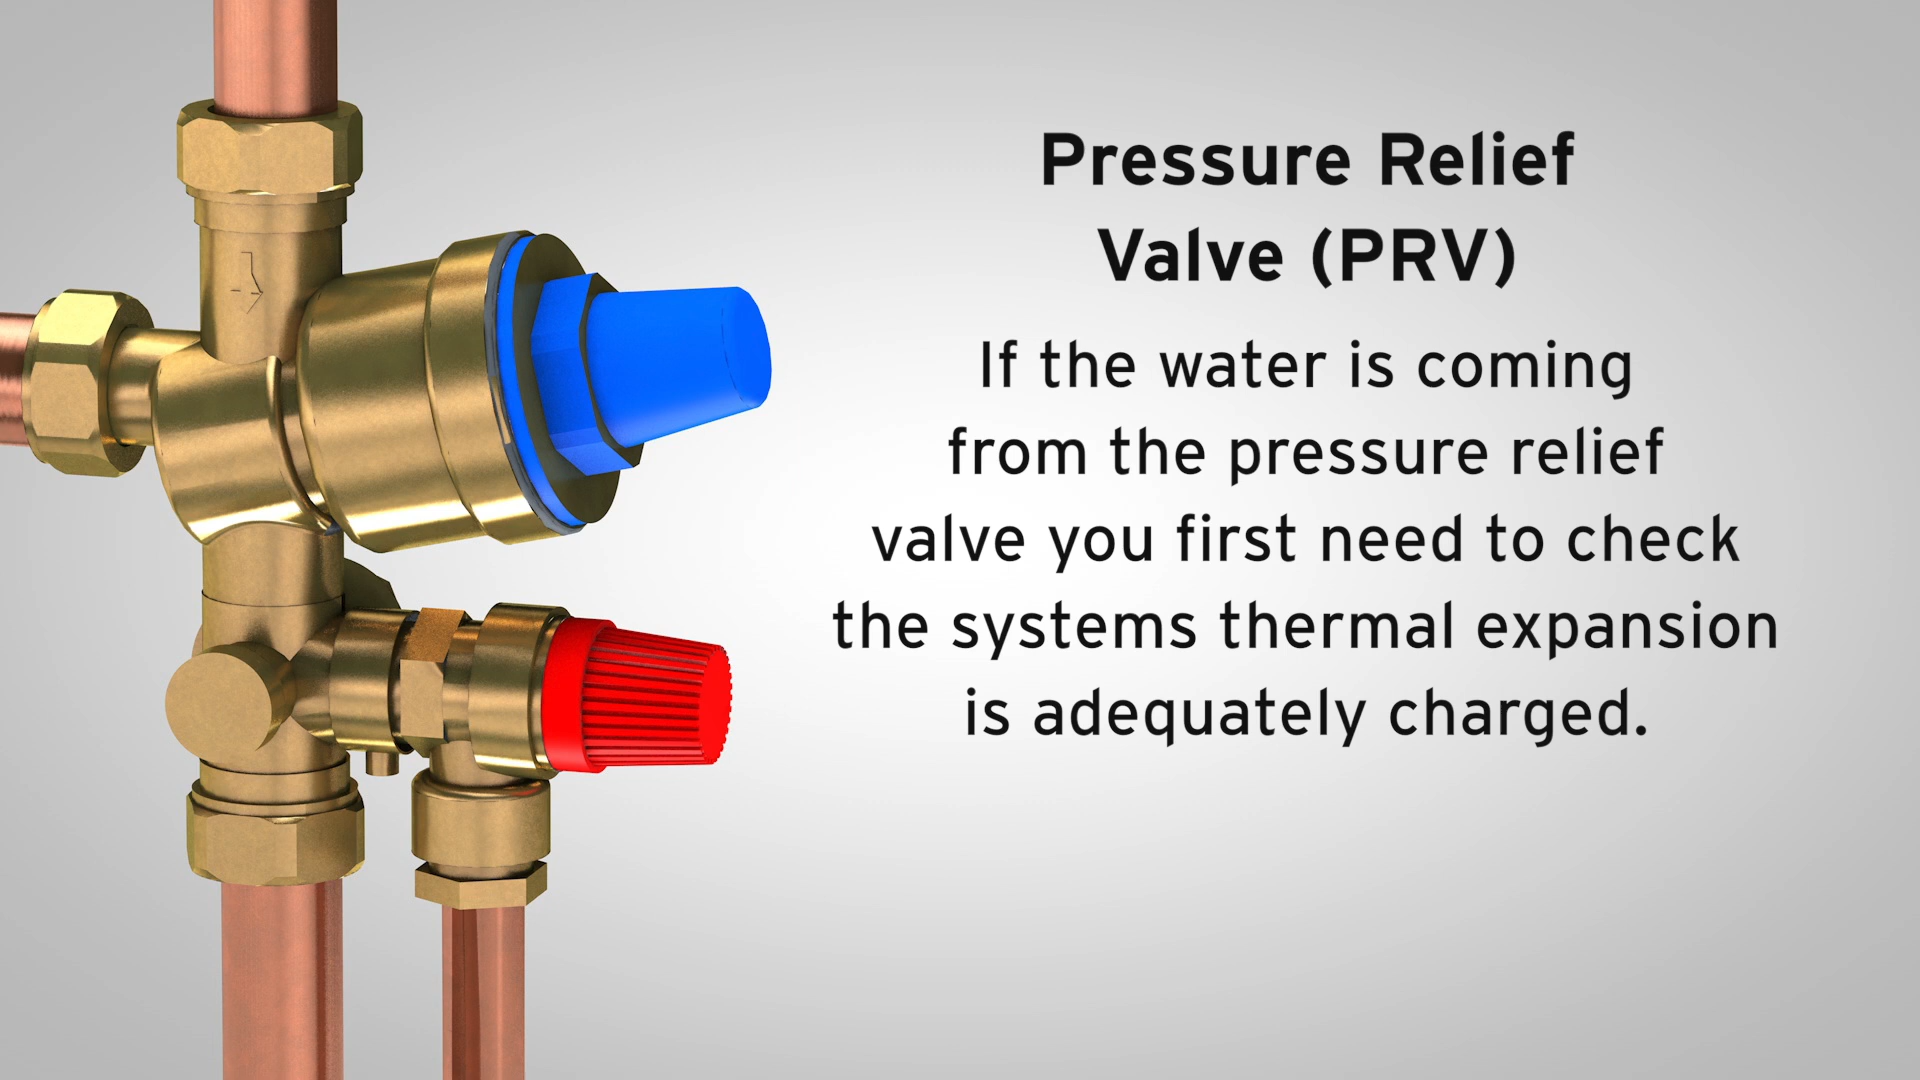 Pressure Relief
Valve (PRV)
If the water is coming
from the pressure relief
valve you first need to check
the systems thermal expansion
is adequately charged.